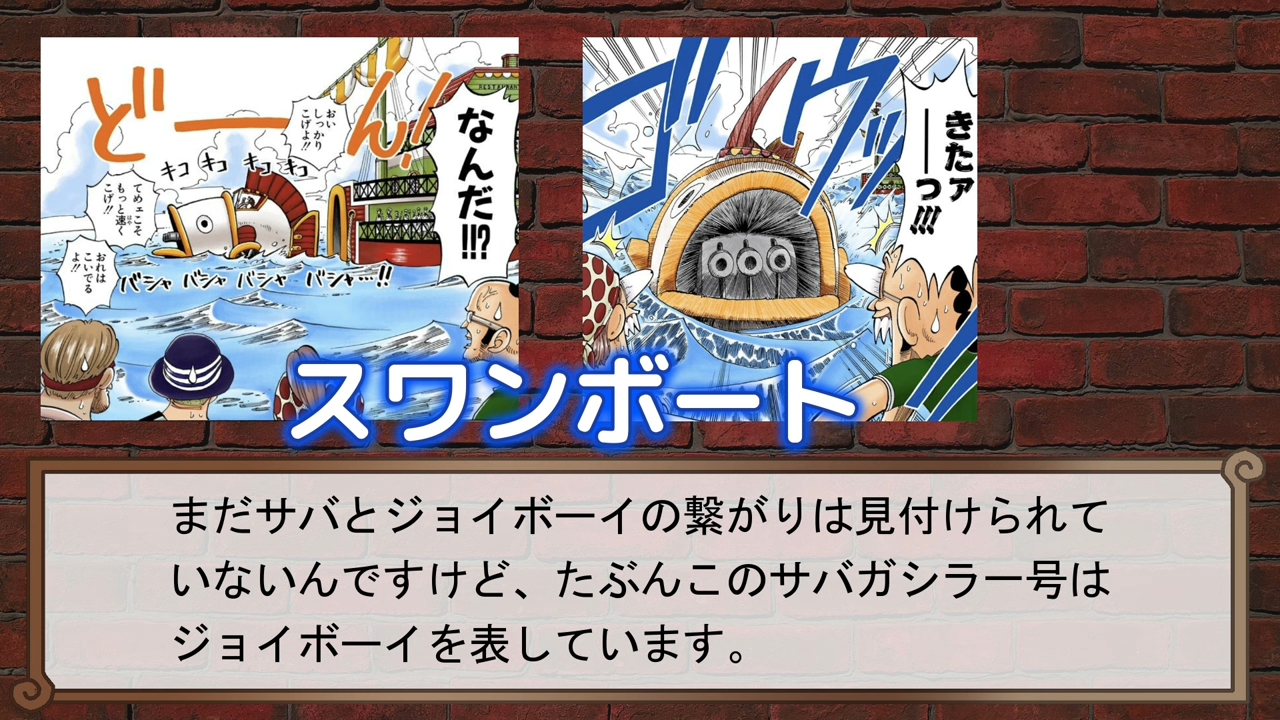 どーん!
おい
しっかり
こげよ!!
キコ キコ キコ キコ
なんだ!!?
てめェこそ
もっと速く
はや
こげ!!
おれは
こいでる
よ!!
バシャ バシャ バシャ バシャ…!!
RESTAURANT
ゴウッ
きたァ
——っ!!!
スワンボート
まだサバとジョイボーイの繋がりは見付けられて
いないんですけど、たぶんこのサバガシラ一号は
ジョイボーイを表しています。